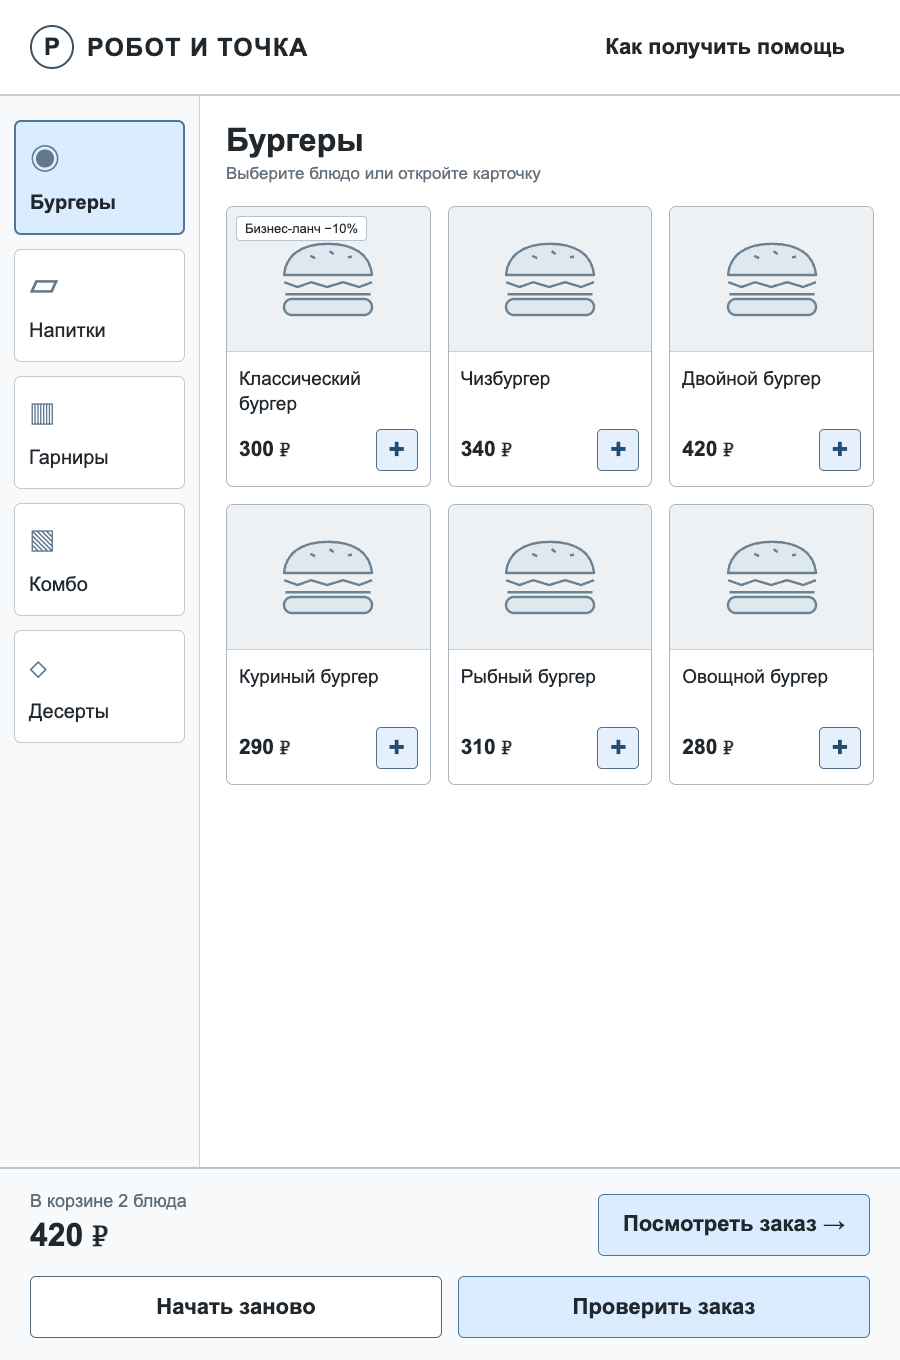 Р РОБОТ И ТОЧКА
Как получить помощь
Бургеры
Напитки
Гарниры
Комбо
Десерты
Бургеры
Выберите блюдо или откройте карточку
Бизнес-ланч −10%
Классический
бургер
300 ₽
+
Чизбургер
340 ₽
+
Двойной бургер
420 ₽
+
Куриный бургер
290 ₽
+
Рыбный бургер
310 ₽
+
Овощной бургер
280 ₽
+
В корзине 2 блюда
420 ₽
Посмотреть заказ →
Начать заново
Проверить заказ